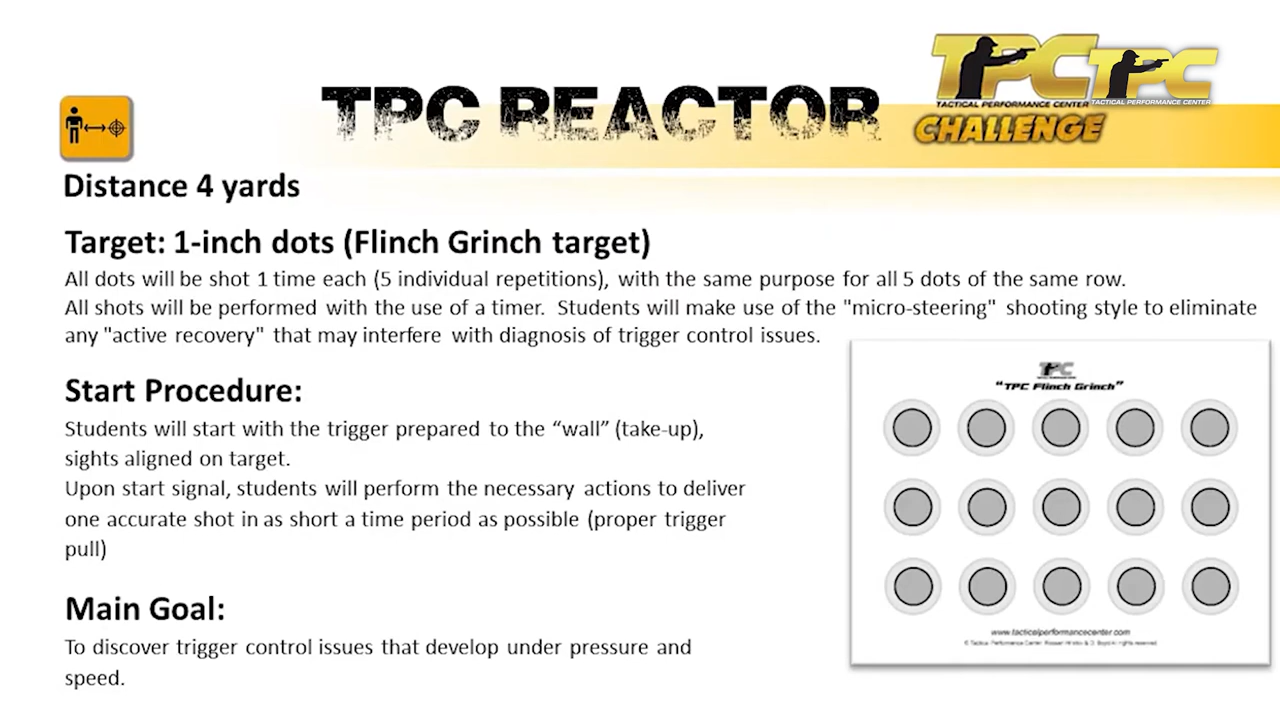 TPC REACTOR
TPC
TACTICAL PERFORMANCE CENTER
CHALLENGE
TPC
TACTICAL PERFORMANCE CENTER
Distance 4 yards
Target: 1-inch dots (Flinch Grinch target)
All dots will be shot 1 time each (5 individual repetitions), with the same purpose for all 5 dots of the same row.
All shots will be performed with the use of a timer. Students will make use of the "micro-steering" shooting style to eliminate
any "active recovery" that may interfere with diagnosis of trigger control issues.
Start Procedure:
Students will start with the trigger prepared to the “wall” (take-up),
sights aligned on target.
Upon start signal, students will perform the necessary actions to deliver
one accurate shot in as short a time period as possible (proper trigger
pull)
Main Goal:
To discover trigger control issues that develop under pressure and
speed.
TPC
“TPC Flinch Grinch”
www.tacticalperformancecenter.com
© Tactical Performance Center